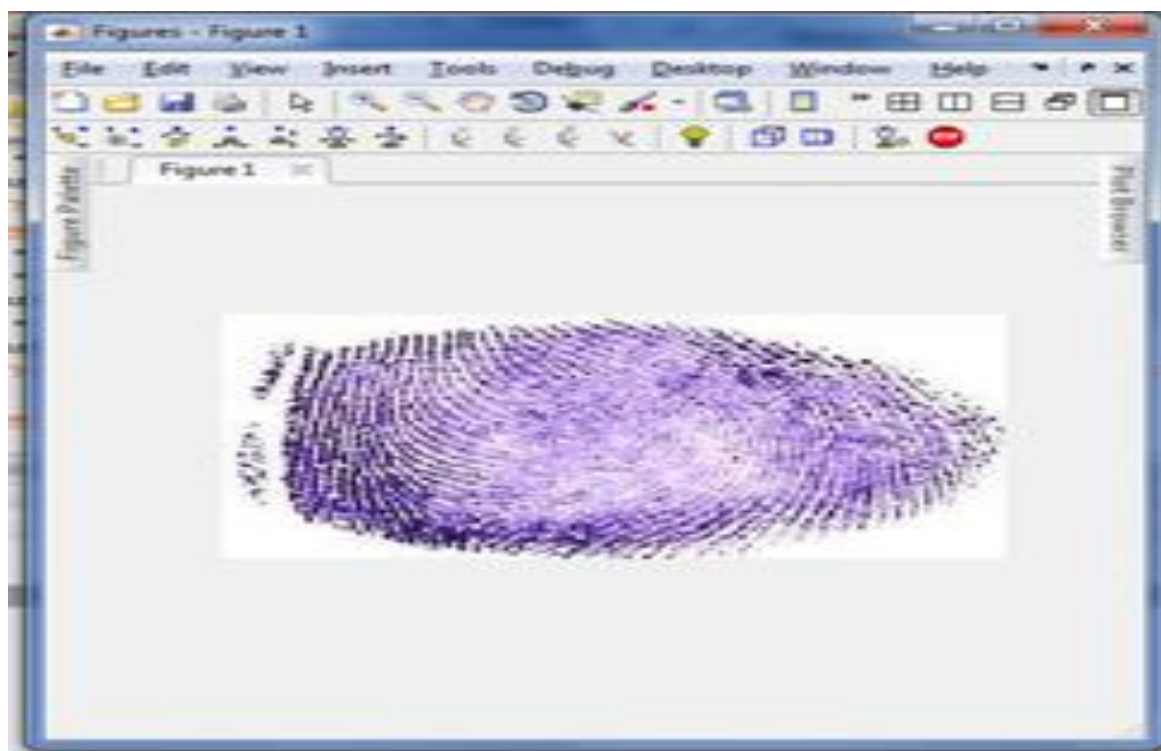 Figures - Figure 1
File Edit View Insert Tools Debug Desktop Window Help
Figure 1
Figure Palette
Plot Browser